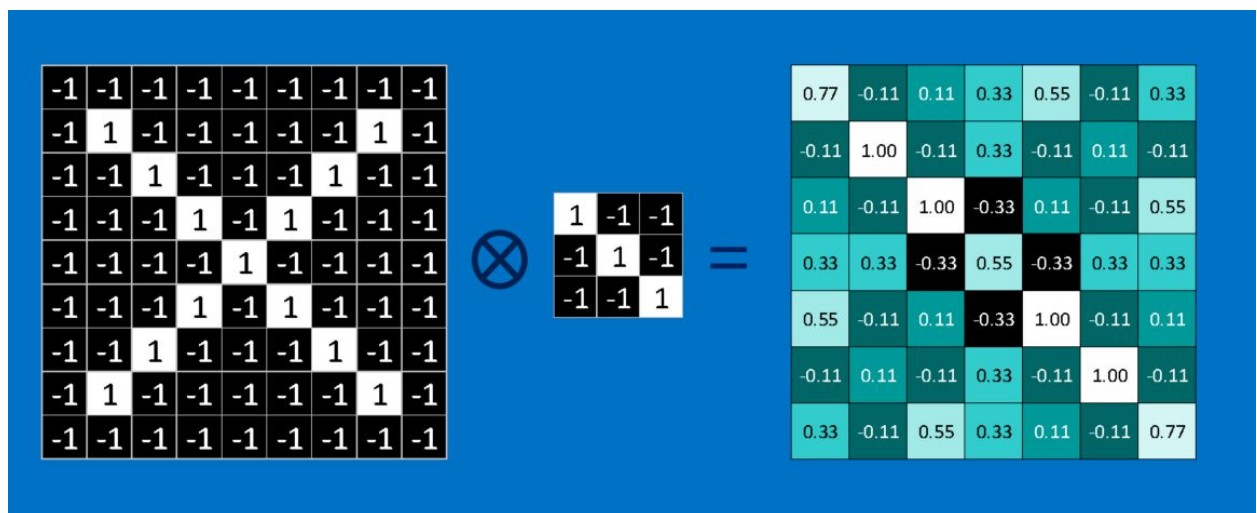 -1 -1 -1 -1 -1 -1 -1 -1 -1
-1 1 -1 -1 -1 -1 -1 1 -1
-1 -1 1 -1 -1 -1 1 -1 -1
-1 -1 -1 1 -1 1 -1 -1 -1
-1 -1 -1 -1 1 -1 -1 -1 -1
-1 -1 -1 1 -1 1 -1 -1 -1
-1 -1 1 -1 -1 -1 1 -1 -1
-1 1 -1 -1 -1 -1 -1 1 -1
-1 -1 -1 -1 -1 -1 -1 -1 -1
⊗
1 -1 -1
-1 1 -1
-1 -1 1
=
0.77 -0.11 0.11 0.33 0.55 -0.11 0.33
-0.11 1.00 -0.11 0.33 -0.11 0.11 -0.11
0.11 -0.11 1.00 -0.33 0.11 -0.11 0.55
0.33 0.33 -0.33 0.55 -0.33 0.33 0.33
0.55 -0.11 0.11 -0.33 1.00 -0.11 0.11
-0.11 0.11 -0.11 0.33 -0.11 1.00 -0.11
0.33 -0.11 0.55 0.33 0.11 -0.11 0.77